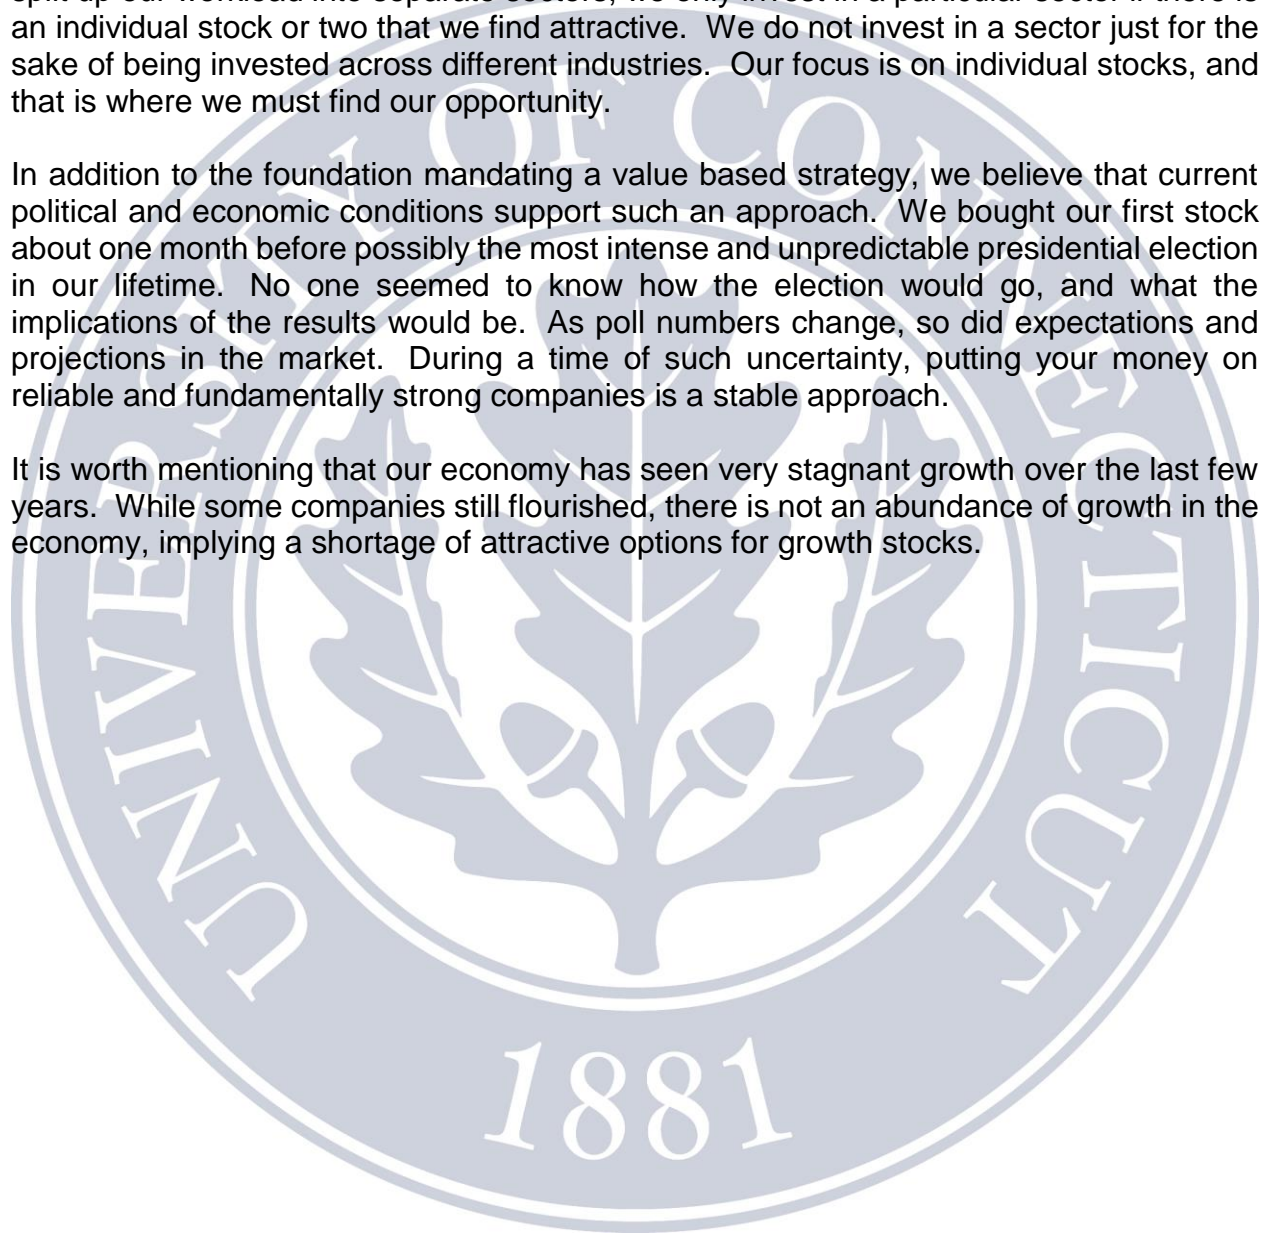 split up our workload into separate sectors, we only invest in a particular sector if there is
an individual stock or two that we find attractive.  We do not invest in a sector just for the
sake of being invested across different industries.  Our focus is on individual stocks, and
that is where we must find our opportunity.
In addition to the foundation mandating a value based strategy, we believe that current
political and economic conditions support such an approach.  We bought our first stock
about one month before possibly the most intense and unpredictable presidential election
in our lifetime.  No one seemed to know how the election would go, and what the
implications of the results would be.  As poll numbers change, so did expectations and
projections in the market.  During a time of such uncertainty, putting your money on
reliable and fundamentally strong companies is a stable approach.
It is worth mentioning that our economy has seen very stagnant growth over the last few
years.  While some companies still flourished, there is not an abundance of growth in the
economy, implying a shortage of attractive options for growth stocks.
UNIVERSITY OF CONNECTICUT
1881